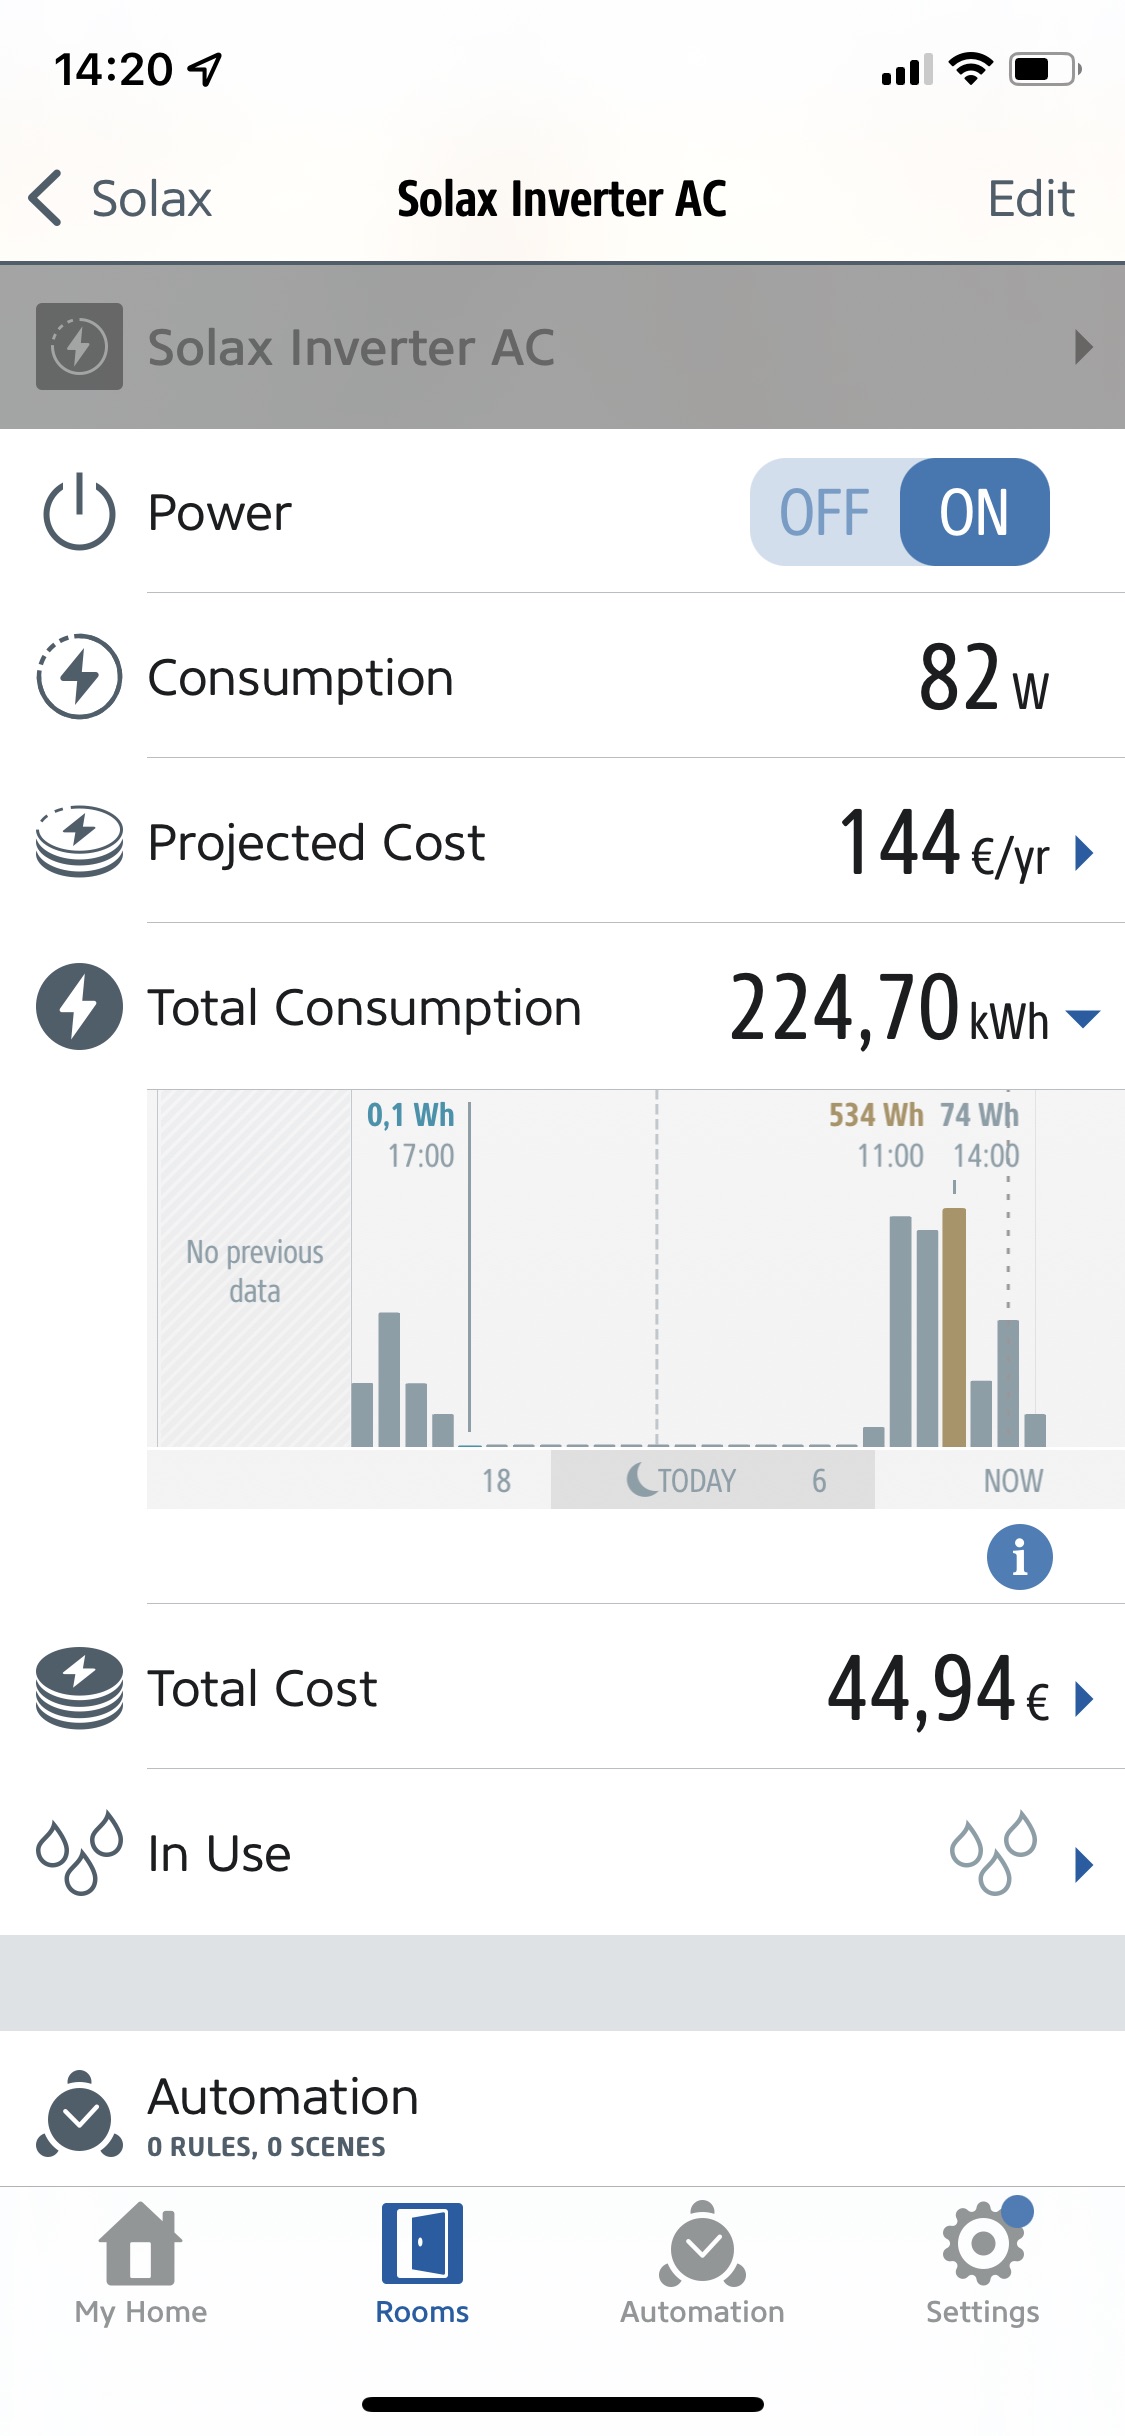 14:20
Solax
Solax Inverter AC
Edit
Solax Inverter AC
Power
OFF
ON
Consumption
82 W
Projected Cost
144 €/yr
Total Consumption
224,70 kWh
0,1 Wh
17:00
534 Wh
11:00
74 Wh
14:00
No previous
data
18
TODAY
6
NOW
i
Total Cost
44,94 €
In Use
Automation
0 RULES, 0 SCENES
My Home
Rooms
Automation
Settings